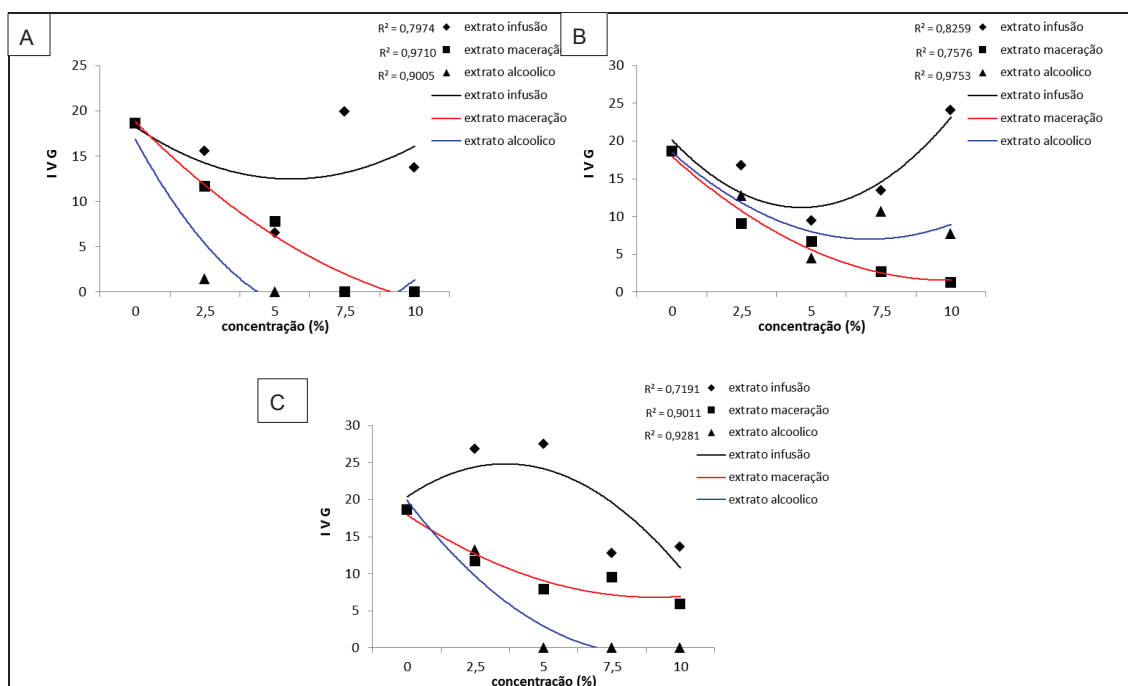 A
R² = 0,7974 extrato infusão
R² = 0,9710 extrato maceração
R² = 0,9005 extrato alcoolico
extrato infusão
extrato maceração
extrato alcoolico
25
20
15
10
5
0
I V G
0 2,5 5 7,5 10
concentração (%)
B
R² = 0,8259 extrato infusão
R² = 0,7576 extrato maceração
R² = 0,9753 extrato alcoolico
extrato infusão
extrato maceração
extrato alcoolico
30
25
20
15
10
5
0
I V G
0 2,5 5 7,5 10
concentração (%)
C
R² = 0,7191 extrato infusão
R² = 0,9011 extrato maceração
R² = 0,9281 extrato alcoolico
extrato infusão
extrato maceração
extrato alcoolico
30
25
20
15
10
5
0
I V G
0 2,5 5 7,5 10
concentração (%)